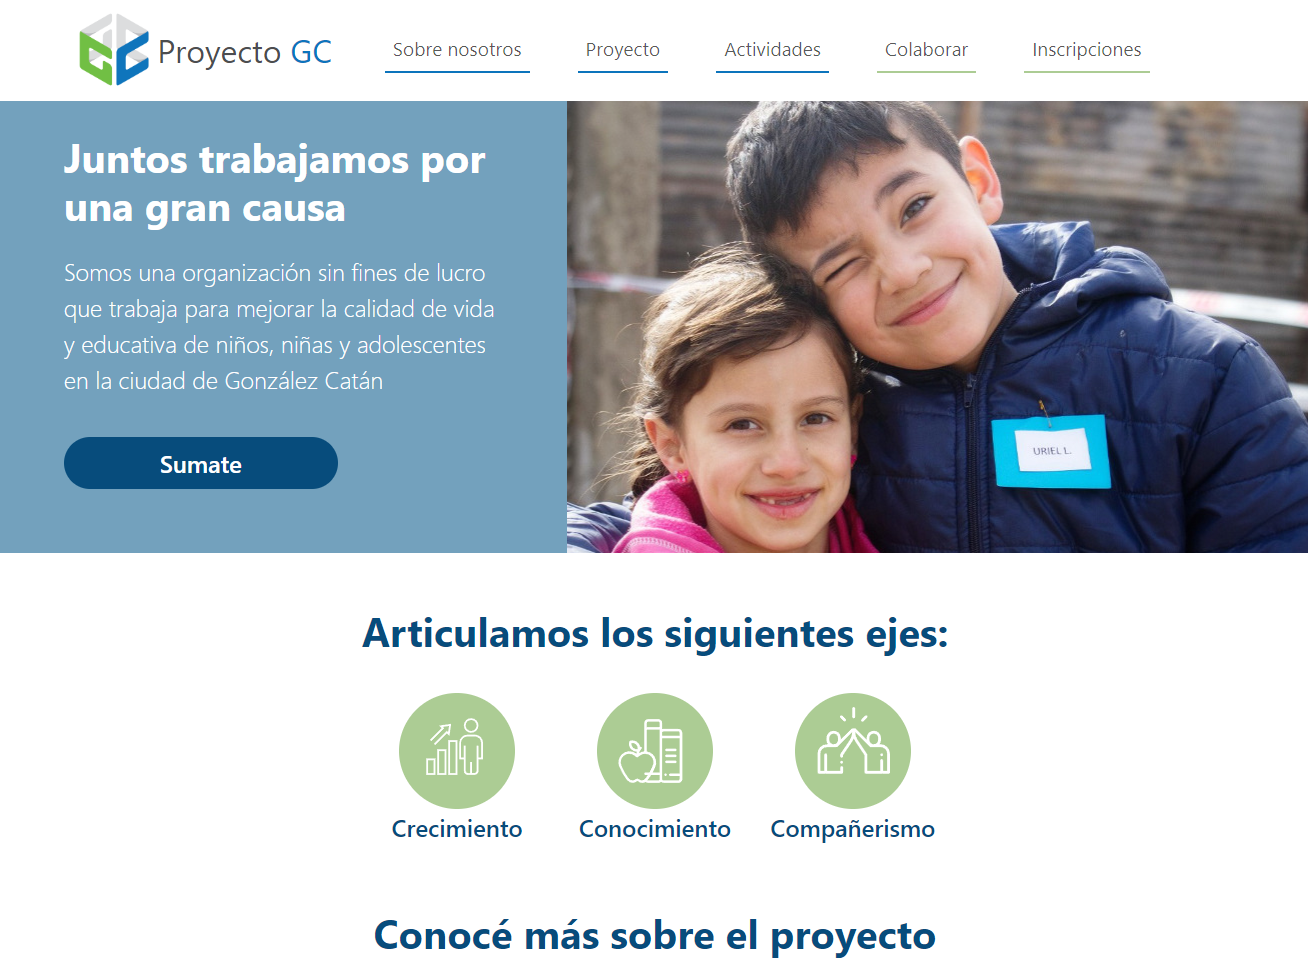 Proyecto GC
Sobre nosotros
Proyecto
Actividades
Colaborar
Inscripciones
Juntos trabajamos por
una gran causa
Somos una organización sin fines de lucro
que trabaja para mejorar la calidad de vida
y educativa de niños, niñas y adolescentes
en la ciudad de González Catán
Sumate
URIEL L.
Articulamos los siguientes ejes:
Crecimiento
Conocimiento
Compañerismo
Conocé más sobre el proyecto